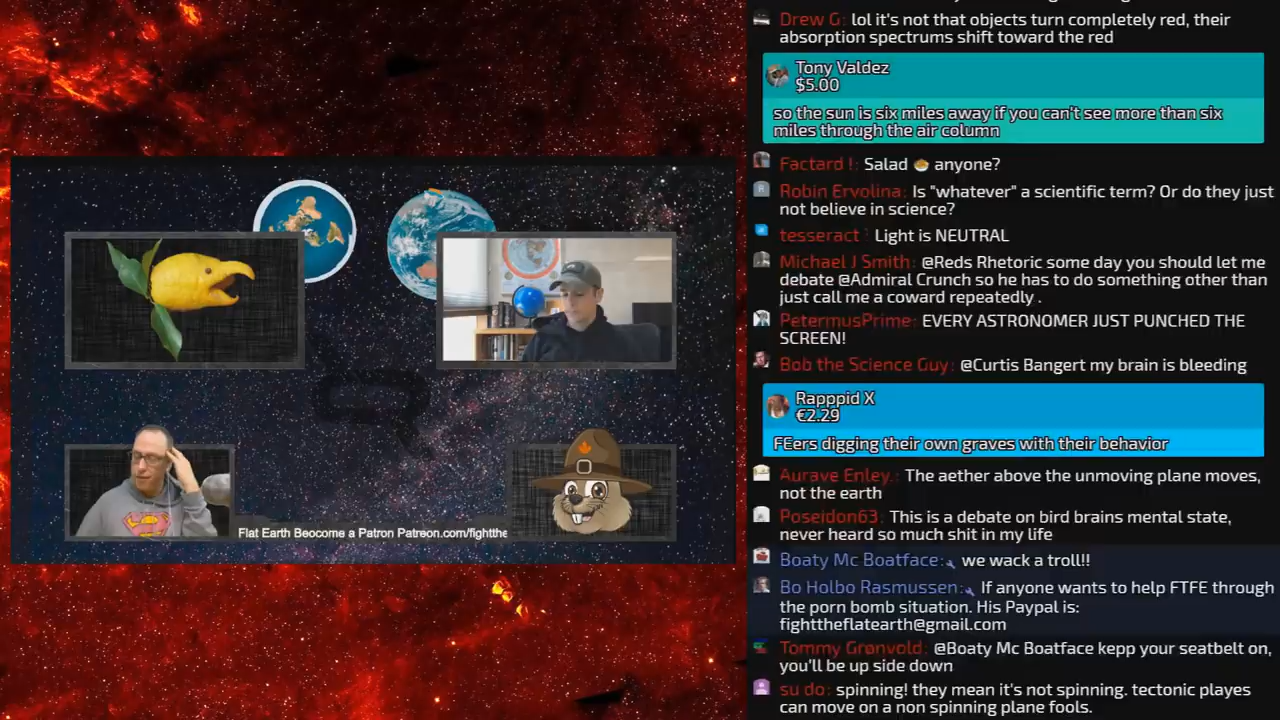 Drew G: lol it's not that objects turn completely red, their
absorption spectrums shift toward the red
Tony Valdez
$5.00
so the sun is six miles away if you can't see more than six
miles through the air column
Factard !: Salad 🥗 anyone?
Robin Ervolina: Is "whatever" a scientific term? Or do they just
not believe in science?
tesseract : Light is NEUTRAL
Michael J Smith: @Reds Rhetoric some day you should let me
debate @Admiral Crunch so he has to do something other than
just call me a coward repeatedly .
PetermusPrime: EVERY ASTRONOMER JUST PUNCHED THE
SCREEN!
Bob the Science Guy: @Curtis Bangert my brain is bleeding
Rapppid X
€2.29
FEers digging their own graves with their behavior
Aurave Enley.: The aether above the unmoving plane moves,
not the earth
Poseidon63: This is a debate on bird brains mental state,
never heard so much shit in my life
Boaty Mc Boatface: we wack a troll!!
Bo Holbo Rasmussen: If anyone wants to help FTFE through
the porn bomb situation. His Paypal is:
fighttheflatearth@gmail.com
Tommy Grønvold: @Boaty Mc Boatface kepp your seatbelt on,
you'll be up side down
su do: spinning! they mean it's not spinning. tectonic playes
can move on a non spinning plane fools.
Flat Earth Beocome a Patron Patreon.com/fightthe